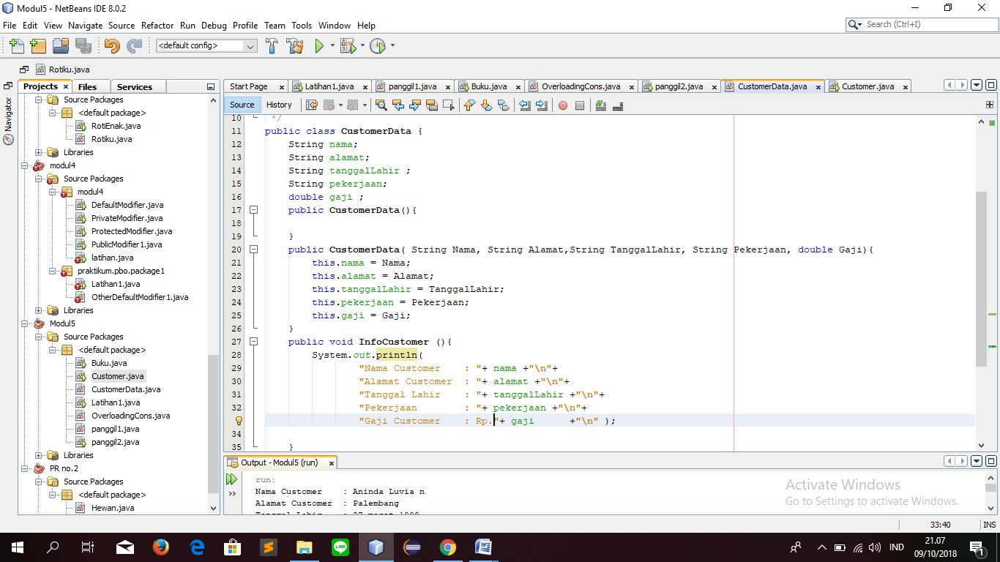 Modul5 - NetBeans IDE 8.0.2
File Edit View Navigate Source Refactor Run Debug Profile Team Tools Window Help
Search (Ctrl+I)
<default config>
Rotiku.java
Projects Files Services
Navigator
Source Packages
<default package>
RotiEnak.java
Rotiku.java
Libraries
modul4
Source Packages
modul4
DefaultModifier.java
PrivateModifier.java
ProtectedModifier.java
PublicModifier1.java
latihan.java
praktikum.pbo.package1
Latihan1.java
OtherDefaultModifier1.java
Libraries
Modul5
Source Packages
<default package>
Buku.java
Customer.java
CustomerData.java
Latihan1.java
OverloadingCons.java
panggil1.java
panggil2.java
Libraries
PR no.2
Source Packages
<default package>
Hewan.java
Start Page Latihan1.java panggil1.java Buku.java OverloadingCons.java panggil2.java CustomerData.java Customer.java
Source History
10 */
11 public class CustomerData {
12 String nama;
13 String alamat;
14 String tanggalLahir ;
15 String pekerjaan;
16 double gaji ;
17 public CustomerData(){
18
19 }
20 public CustomerData( String Nama, String Alamat,String TanggalLahir, String Pekerjaan, double Gaji){
21 this.nama = Nama;
22 this.alamat = Alamat;
23 this.tanggalLahir = TanggalLahir;
24 this.pekerjaan = Pekerjaan;
25 this.gaji = Gaji;
26 }
27 public void InfoCustomer (){
28 System.out.println(
29 "Nama Customer : "+ nama +"\n"+
30 "Alamat Customer : "+ alamat +"\n"+
31 "Tanggal Lahir : "+ tanggalLahir +"\n"+
32 "Pekerjaan : "+ pekerjaan +"\n"+
"Gaji Customer : Rp."+ gaji +"\n" );
34
35 }
Output - Modul5 (run)
run:
Nama Customer : Aninda Luvia n
Alamat Customer : Palembang
Activate Windows
Go to Settings to activate Windows.
33:40 INS
W
LINE
IND
21.07
09/10/2018
1